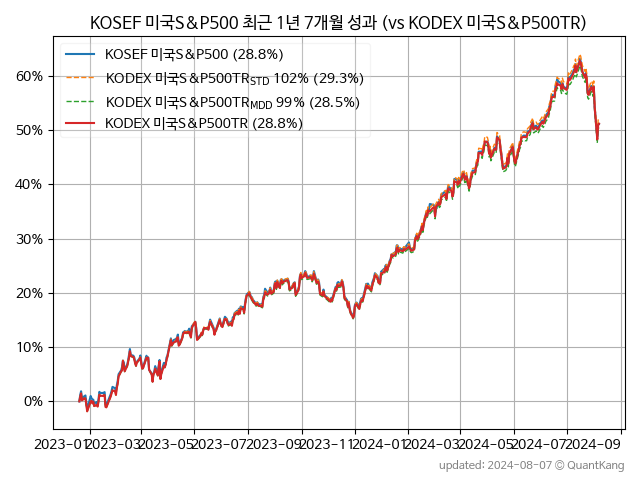 KOSEF 미국S&P500 최근 1년 7개월 성과 (vs KODEX 미국S&P500TR)
KOSEF 미국S&P500 (28.8%)
KODEX 미국S&P500TR_STD 102% (29.3%)
KODEX 미국S&P500TR_MDD 99% (28.5%)
KODEX 미국S&P500TR (28.8%)
60%
50%
40%
30%
20%
10%
0%
2023-01 2023-03 2023-05 2023-07 2023-09 2023-11 2024-01 2024-03 2024-05 2024-07 2024-09
updated: 2024-08-07 © QuantKang